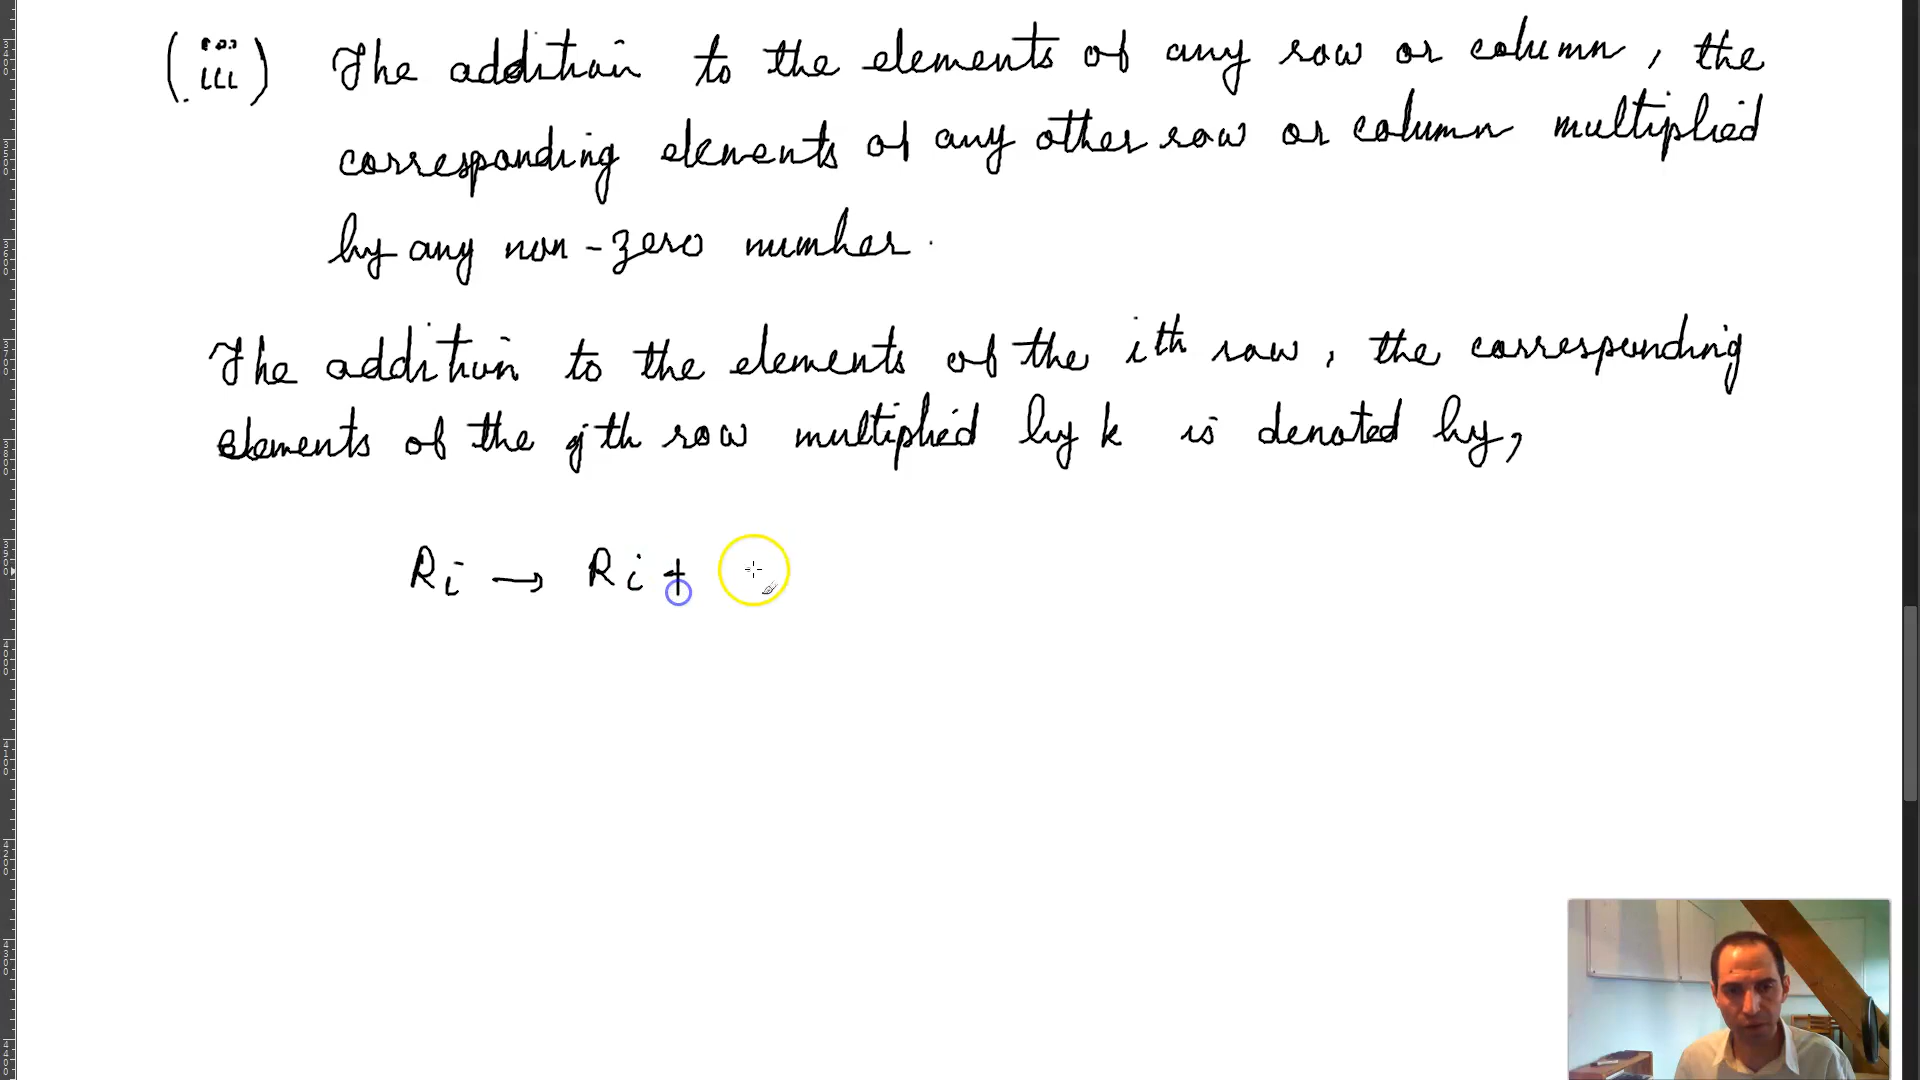 (iii) The addition to the elements of any row or column, the
corresponding elements of any other row or column multiplied
by any non-zero number.
The addition to the elements of the ith row, the corresponding
elements of the jth row multiplied by k is denoted by,
Ri → Ri +